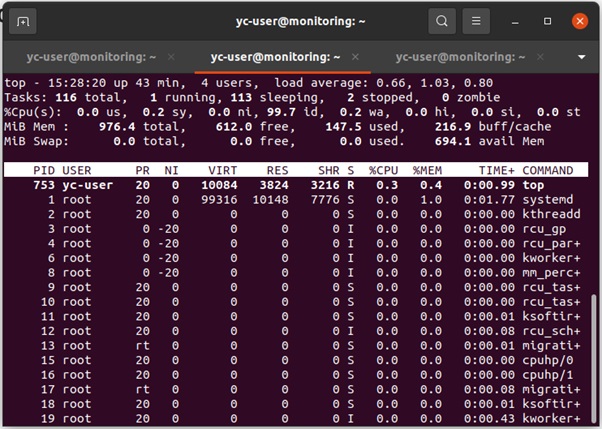 yc-user@monitoring: ~
yc-user@monitoring: ~ × yc-user@monitoring: ~ × yc-user@monitoring: ~ ×
top - 15:28:20 up 43 min,  4 users,  load average: 0.66, 1.03, 0.80
Tasks: 116 total,   1 running, 113 sleeping,   2 stopped,   0 zombie
%Cpu(s):  0.0 us,  0.2 sy,  0.0 ni, 99.7 id,  0.2 wa,  0.0 hi,  0.0 si,  0.0 st
MiB Mem :    976.4 total,    612.0 free,    147.5 used,    216.9 buff/cache
MiB Swap:      0.0 total,      0.0 free,      0.0 used.    694.1 avail Mem
PID USER      PR  NI    VIRT    RES    SHR S  %CPU  %MEM     TIME+ COMMAND
753 yc-user   20   0   10084   3824   3216 R   0.3   0.4   0:00.99 top
1 root      20   0   99316  10148   7776 S   0.0   1.0   0:01.77 systemd
2 root      20   0       0      0      0 S   0.0   0.0   0:00.00 kthreadd
3 root       0 -20       0      0      0 I   0.0   0.0   0:00.00 rcu_gp
4 root       0 -20       0      0      0 I   0.0   0.0   0:00.00 rcu_par+
6 root       0 -20       0      0      0 I   0.0   0.0   0:00.00 kworker+
8 root       0 -20       0      0      0 I   0.0   0.0   0:00.00 mm_perc+
9 root      20   0       0      0      0 S   0.0   0.0   0:00.00 rcu_tas+
10 root      20   0       0      0      0 S   0.0   0.0   0:00.00 rcu_tas+
11 root      20   0       0      0      0 S   0.0   0.0   0:00.01 ksoftir+
12 root      20   0       0      0      0 I   0.0   0.0   0:00.08 rcu_sch+
13 root      rt   0       0      0      0 S   0.0   0.0   0:00.01 migrati+
15 root      20   0       0      0      0 S   0.0   0.0   0:00.00 cpuhp/0
16 root      20   0       0      0      0 S   0.0   0.0   0:00.00 cpuhp/1
17 root      rt   0       0      0      0 S   0.0   0.0   0:00.08 migrati+
18 root      20   0       0      0      0 S   0.0   0.0   0:00.01 ksoftir+
19 root      20   0       0      0      0 I   0.0   0.0   0:00.43 kworker+